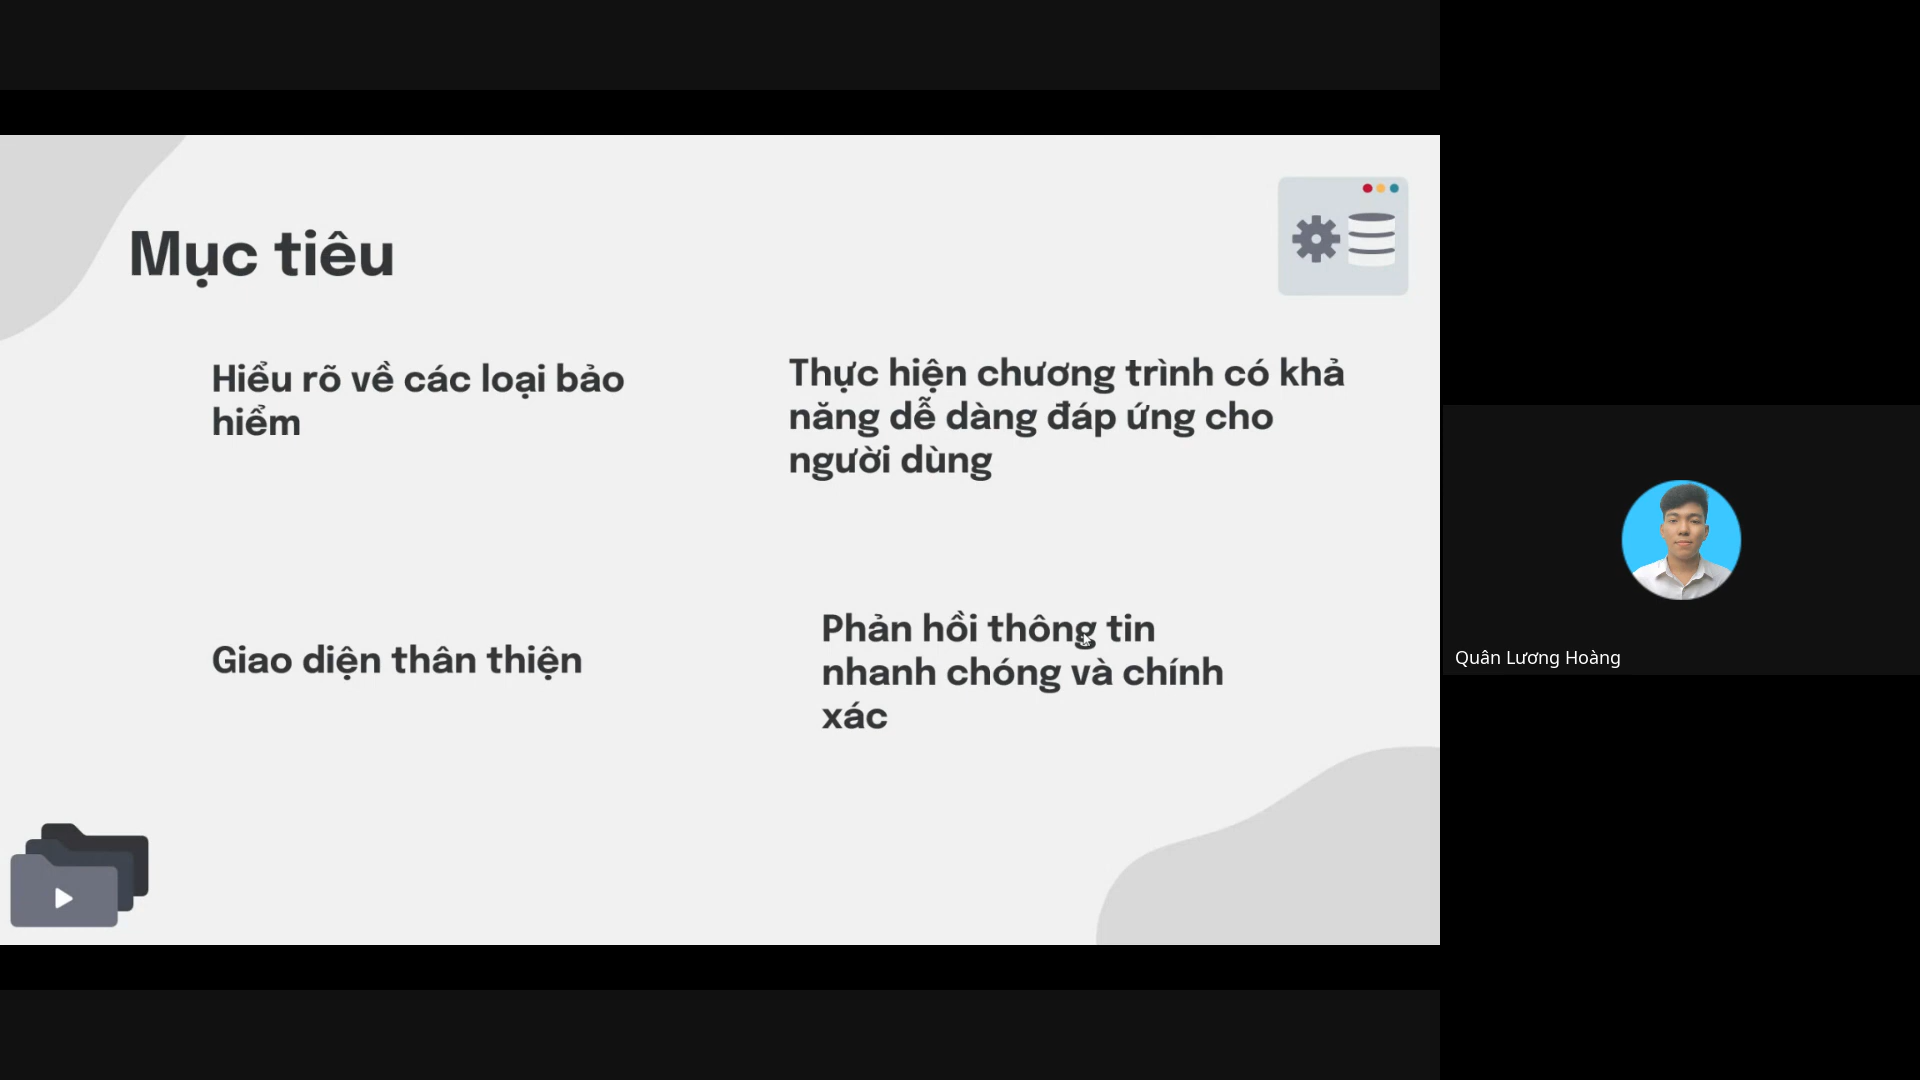 Mục tiêu
Hiểu rõ về các loại bảo
hiểm
Thực hiện chương trình có khả
năng dễ dàng đáp ứng cho
người dùng
Giao diện thân thiện
Phản hồi thông tin
nhanh chóng và chính
xác
Quân Lương Hoàng